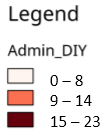 Legend
Admin_DIY
0 – 8
9 – 14
15 – 23